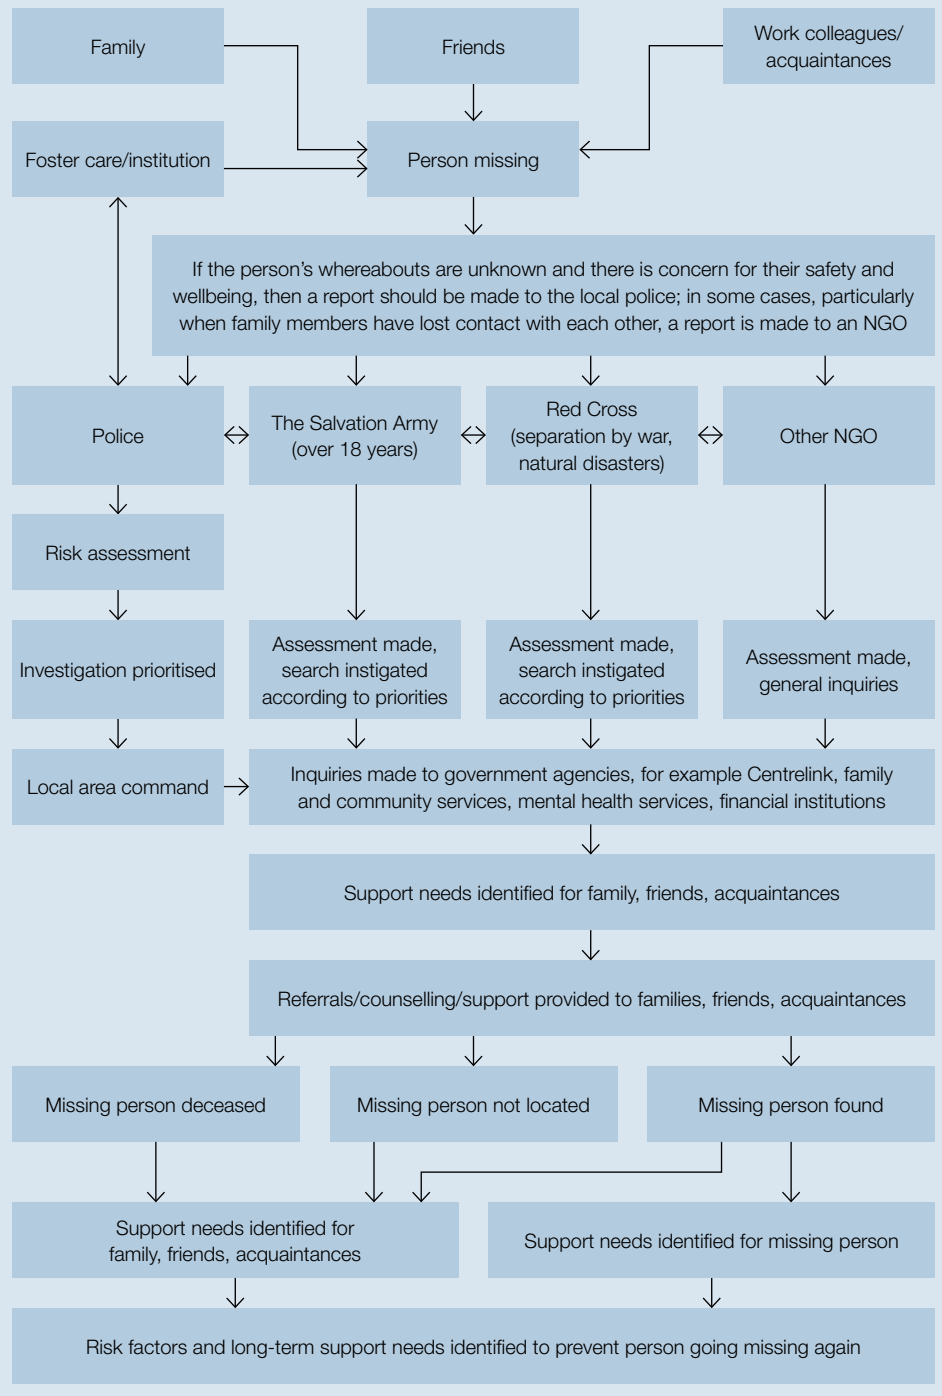 Family
Friends
Work colleagues/
acquaintances
Foster care/institution
Person missing
If the person’s whereabouts are unknown and there is concern for their safety and
wellbeing, then a report should be made to the local police; in some cases, particularly
when family members have lost contact with each other, a report is made to an NGO
Police
The Salvation Army
(over 18 years)
Red Cross
(separation by war,
natural disasters)
Other NGO
Risk assessment
Investigation prioritised
Assessment made,
search instigated
according to priorities
Assessment made,
search instigated
according to priorities
Assessment made,
general inquiries
Local area command
Inquiries made to government agencies, for example Centrelink, family
and community services, mental health services, financial institutions
Support needs identified for family, friends, acquaintances
Referrals/counselling/support provided to families, friends, acquaintances
Missing person deceased
Missing person not located
Missing person found
Support needs identified for
family, friends, acquaintances
Support needs identified for missing person
Risk factors and long-term support needs identified to prevent person going missing again